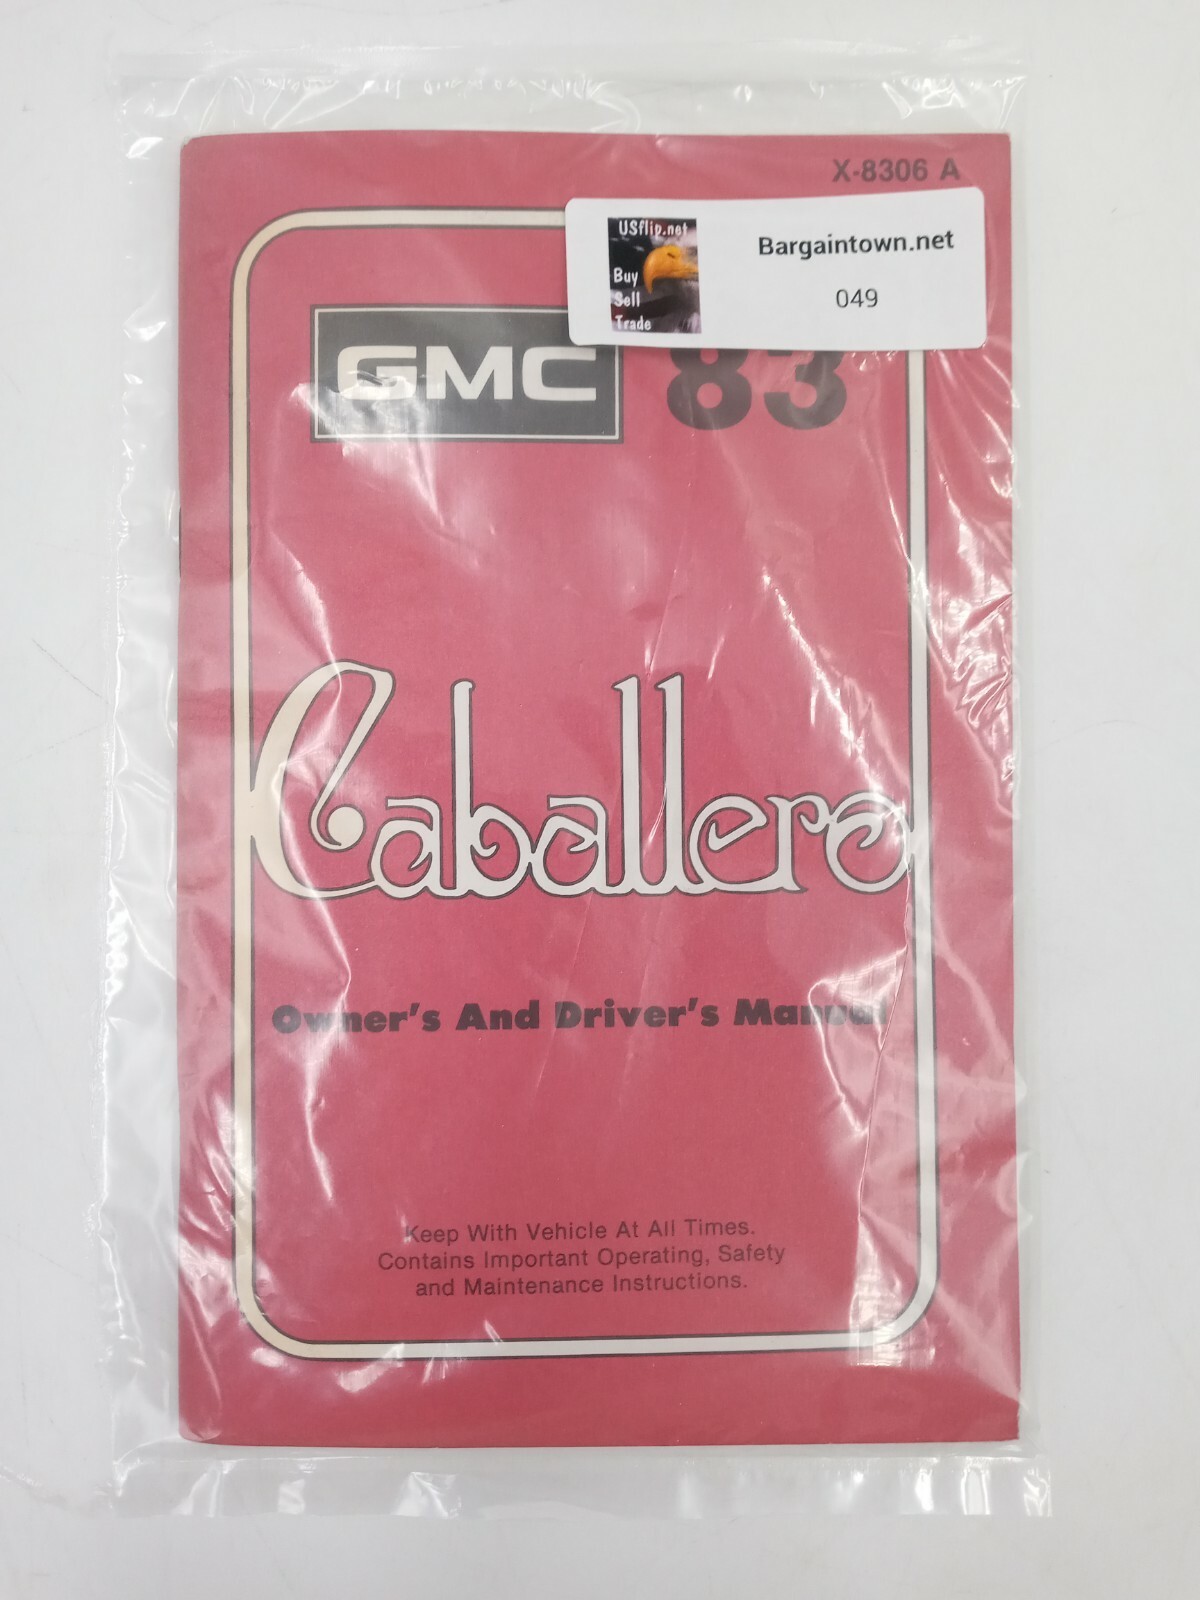 X-8306 A
USflip.net
Buy
Sell
Trade
Bargaintown.net
049
GMC
83
Caballero
Owner's And Driver's Manual
Keep With Vehicle At All Times.
Contains Important Operating, Safety
and Maintenance Instructions.